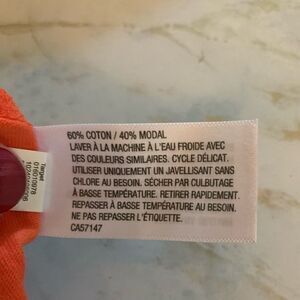 60% COTON / 40% MODAL
LAVER À LA MACHINE À L'EAU FROIDE AVEC
DES COULEURS SIMILAIRES. CYCLE DÉLICAT.
UTILISER UNIQUEMENT UN JAVELLISANT SANS
CHLORE AU BESOIN. SÉCHER PAR CULBUTAGE
À BASSE TEMPÉRATURE. RETIRER RAPIDEMENT.
REPASSER À BASSE TEMPÉRATURE AU BESOIN.
NE PAS REPASSER L'ÉTIQUETTE.
CA57147
Target